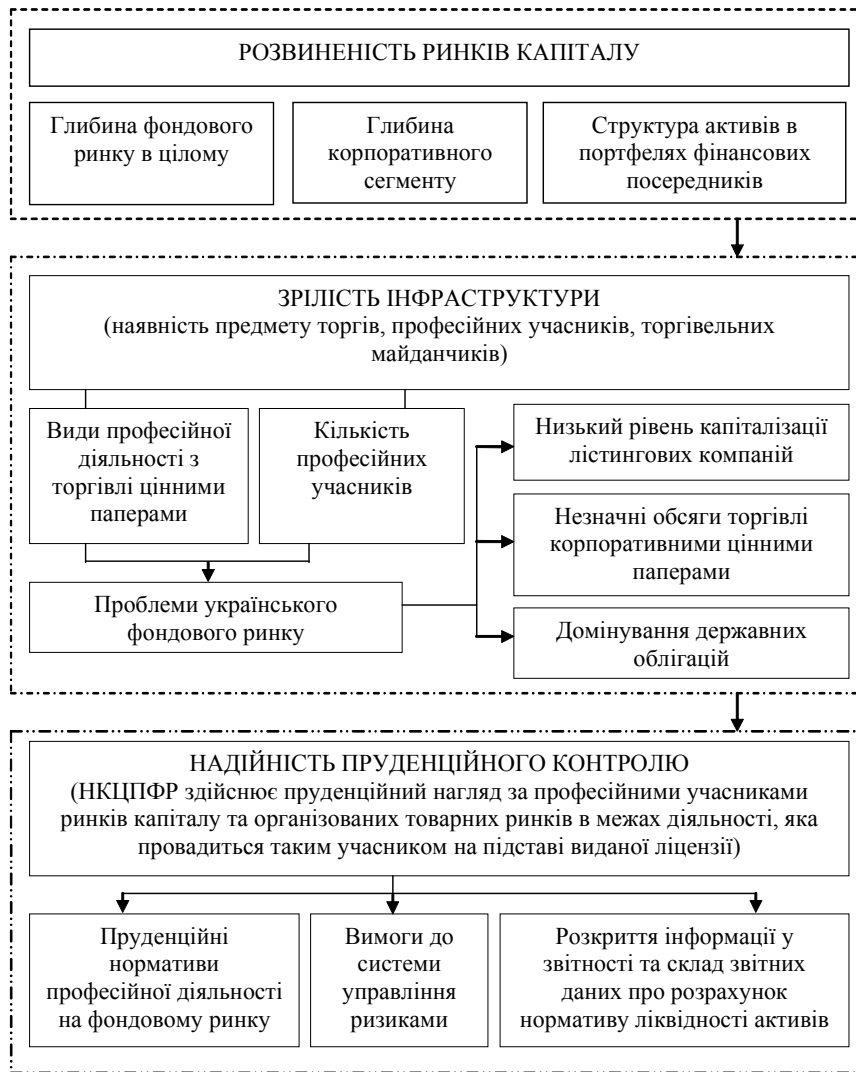 РОЗВИНЕНІСТЬ РИНКІВ КАПІТАЛУ
Глибина фондового
ринку в цілому
Глибина
корпоративного
сегменту
Структура активів в
портфелях фінансових
посередників
ЗРІЛІСТЬ ІНФРАСТРУКТУРИ
(наявність предмету торгів, професійних учасників, торгівельних
майданчиків)
Види професійної
діяльності з
торгівлі цінними
паперами
Кількість
професійних
учасників
Низький рівень капіталізації
лістингових компаній
Незначні обсяги торгівлі
корпоративними цінними
паперами
Проблеми українського
фондового ринку
Домінування державних
облігацій
НАДІЙНІСТЬ ПРУДЕНЦІЙНОГО КОНТРОЛЮ
(НКЦПФР здійснює пруденційний нагляд за професійними учасниками
ринків капіталу та організованих товарних ринків в межах діяльності, яка
провадиться таким учасником на підставі виданої ліцензії)
Пруденційні
нормативи
професійної діяльності
на фондовому ринку
Вимоги до
системи
управління
ризиками
Розкриття інформації у
звітності та склад звітних
даних про розрахунок
нормативу ліквідності активів